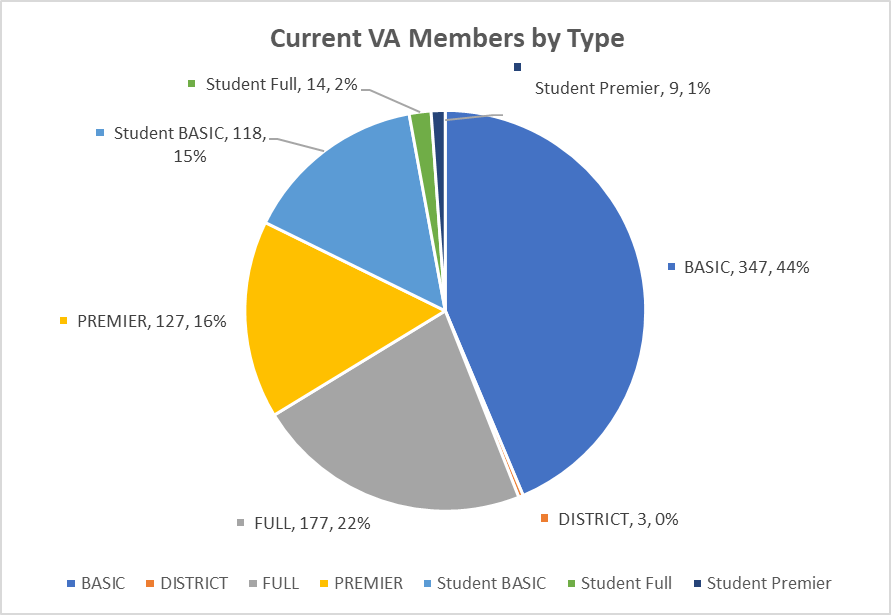 Current VA Members by Type
Student Full, 14, 2%
Student Premier, 9, 1%
Student BASIC, 118,
15%
BASIC, 347, 44%
PREMIER, 127, 16%
FULL, 177, 22%
DISTRICT, 3, 0%
BASIC DISTRICT FULL PREMIER Student BASIC Student Full Student Premier